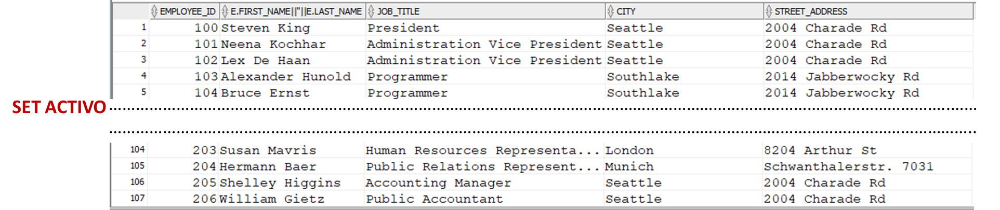 EMPLOYEE_ID E.FIRST_NAME||''||E.LAST_NAME JOB_TITLE CITY STREET_ADDRESS
1 100 Steven King President Seattle 2004 Charade Rd
2 101 Neena Kochhar Administration Vice President Seattle 2004 Charade Rd
3 102 Lex De Haan Administration Vice President Seattle 2004 Charade Rd
4 103 Alexander Hunold Programmer Southlake 2014 Jabberwocky Rd
5 104 Bruce Ernst Programmer Southlake 2014 Jabberwocky Rd
SET ACTIVO
104 203 Susan Mavris Human Resources Representa... London 8204 Arthur St
105 204 Hermann Baer Public Relations Represent... Munich Schwanthalerstr. 7031
106 205 Shelley Higgins Accounting Manager Seattle 2004 Charade Rd
107 206 William Gietz Public Accountant Seattle 2004 Charade Rd